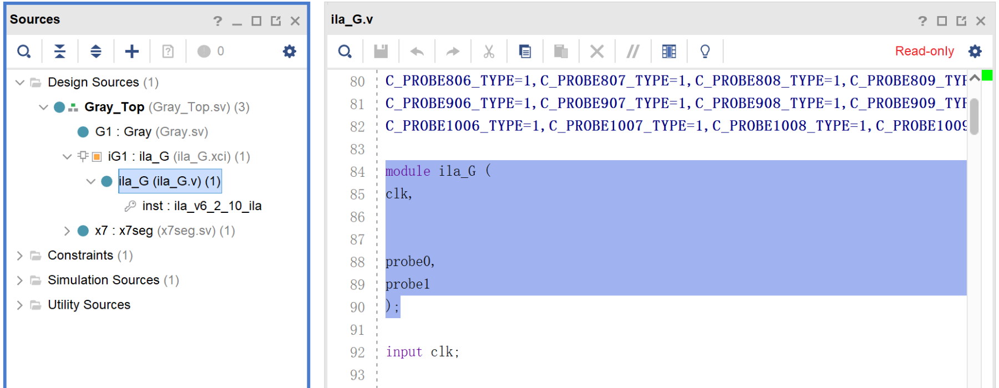 Sources
0
Design Sources (1)
Gray_Top (Gray_Top.sv) (3)
G1 : Gray (Gray.sv)
iG1 : ila_G (ila_G.xci) (1)
ila_G (ila_G.v) (1)
inst : ila_v6_2_10_ila
x7 : x7seg (x7seg.sv) (1)
Constraints (1)
Simulation Sources (1)
Utility Sources
ila_G.v
Read-only
80 C_PROBE806_TYPE=1,C_PROBE807_TYPE=1,C_PROBE808_TYPE=1,C_PROBE809_TYP
81 C_PROBE906_TYPE=1,C_PROBE907_TYPE=1,C_PROBE908_TYPE=1,C_PROBE909_TYP
82 C_PROBE1006_TYPE=1,C_PROBE1007_TYPE=1,C_PROBE1008_TYPE=1,C_PROBE1009
83
84 module ila_G (
85 clk,
86
87
88 probe0,
89 probe1
90 );
91
92 input clk;
93